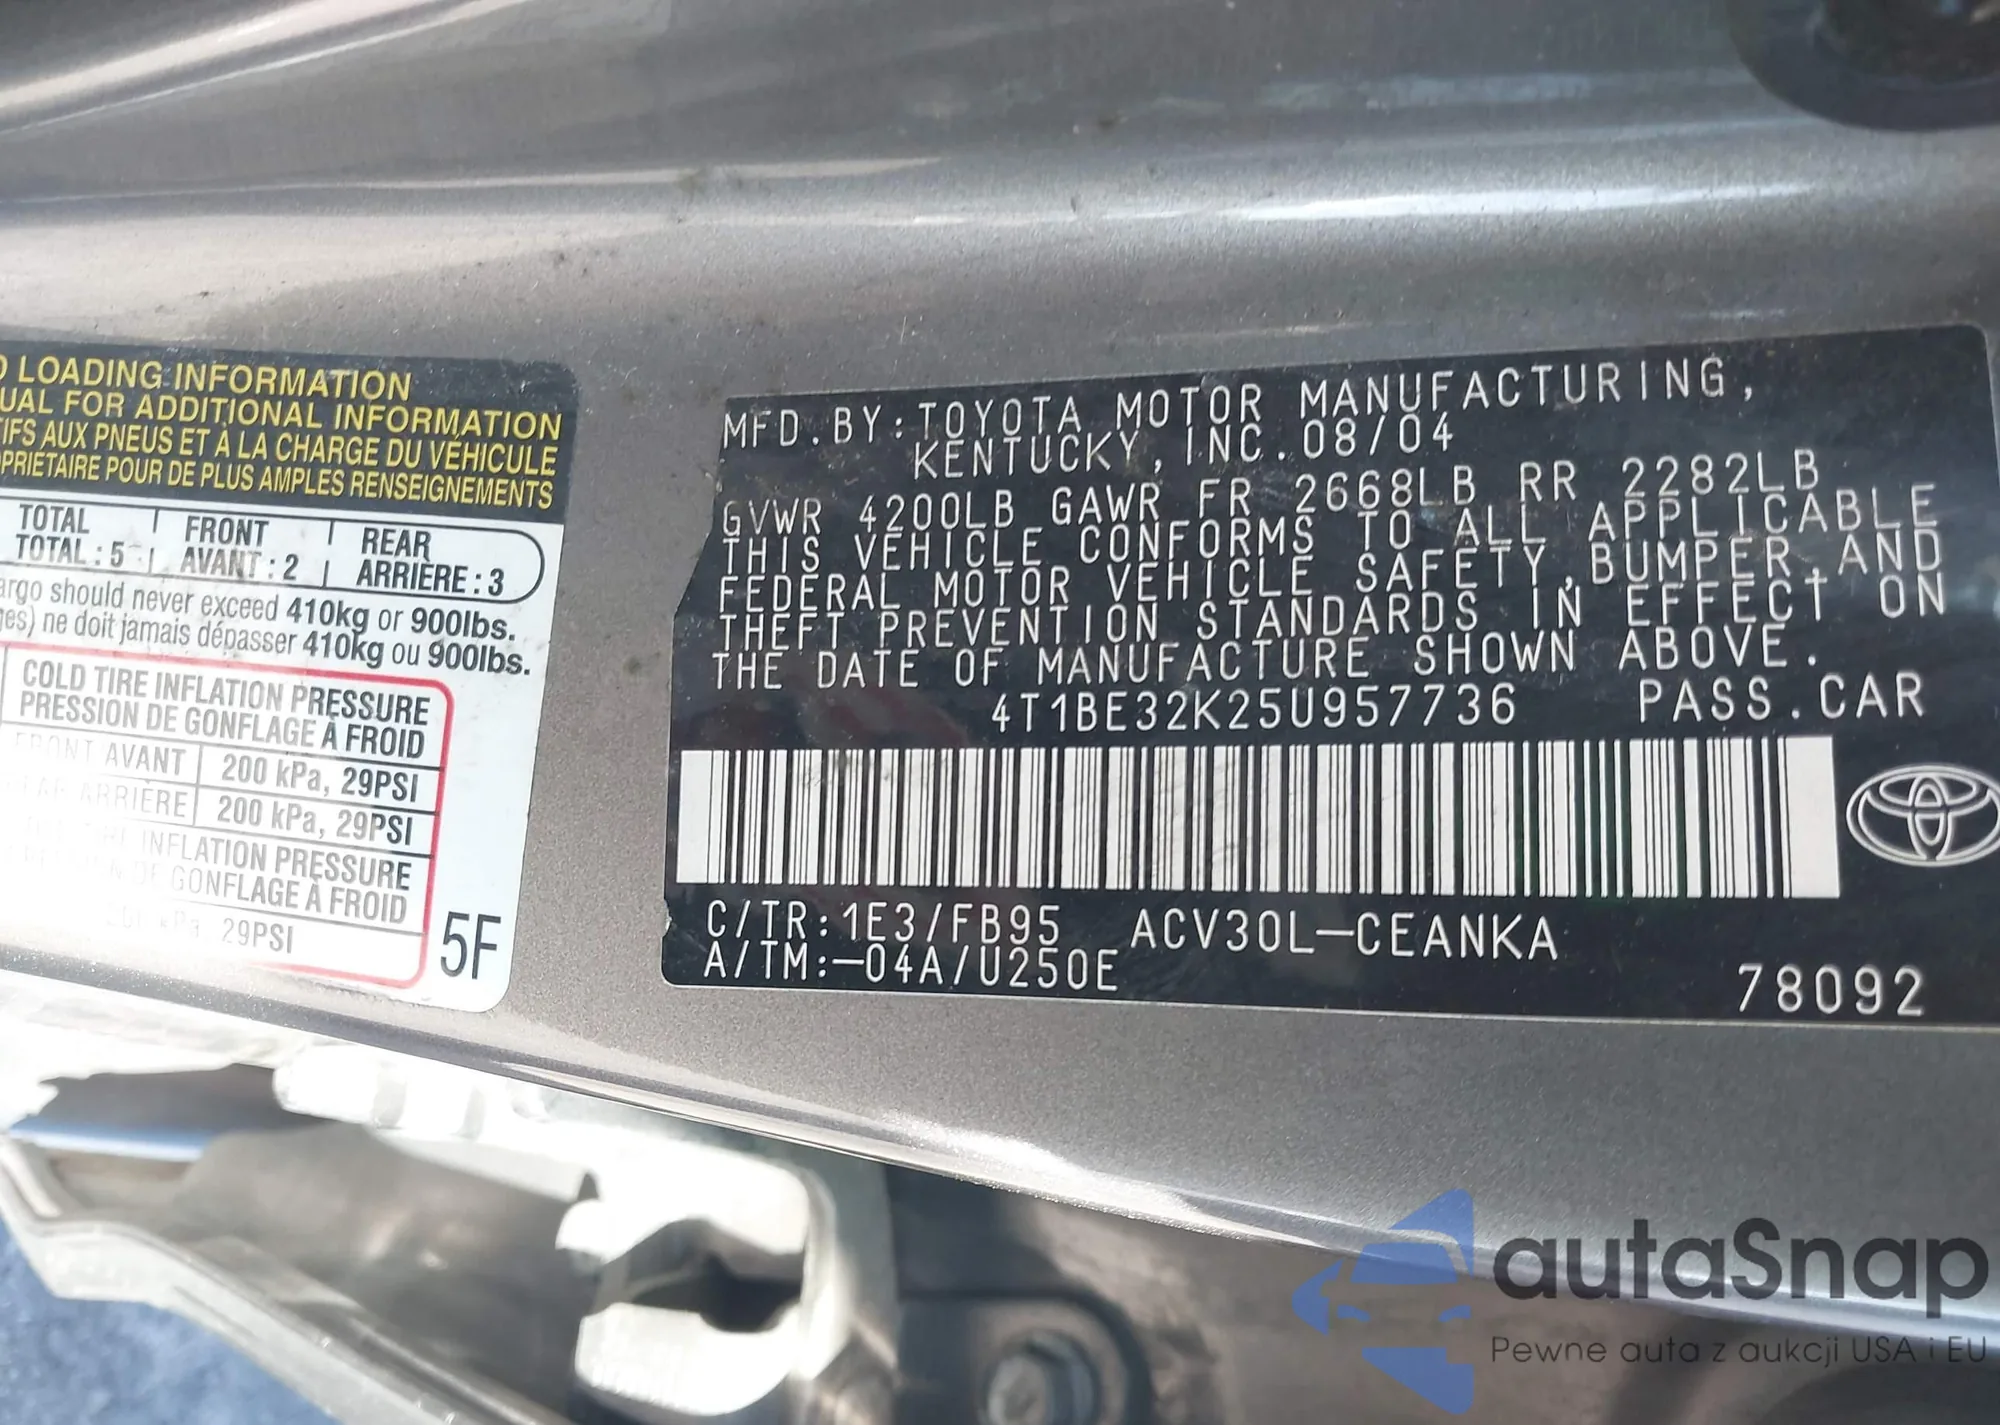 LOADING INFORMATION
UAL FOR ADDITIONAL INFORMATION
IFS AUX PNEUS ET À LA CHARGE DU VÉHICULE
OPRIÉTAIRE POUR DE PLUS AMPLES RENSEIGNEMENTS
TOTAL FRONT REAR
TOTAL : 5 AVANT : 2 ARRIÈRE : 3
argo should never exceed 410kg or 900lbs.
ges) ne doit jamais dépasser 410kg ou 900lbs.
COLD TIRE INFLATION PRESSURE
PRESSION DE GONFLAGE À FROID
FRONT AVANT 200 kPa, 29PSI
ARRIÈRE 200 kPa, 29PSI
TIRE INFLATION PRESSURE
DE GONFLAGE À FROID
kPa, 29PSI
5F
MFD.BY:TOYOTA MOTOR MANUFACTURING,
KENTUCKY, INC. 08/04
GVWR 4200LB GAWR FR 2668LB RR 2282LB
THIS VEHICLE CONFORMS TO ALL APPLICABLE
FEDERAL MOTOR VEHICLE SAFETY,BUMPER,AND
THEFT PREVENTION STANDARDS IN EFFECT ON
THE DATE OF MANUFACTURE SHOWN ABOVE.
4T1BE32K25U957736 PASS.CAR
C/TR:1E3/FB95 ACV30L-CEANKA
A/TM:-04A/U250E
78092
autaSnap
Pewne auta z aukcji USA i EU